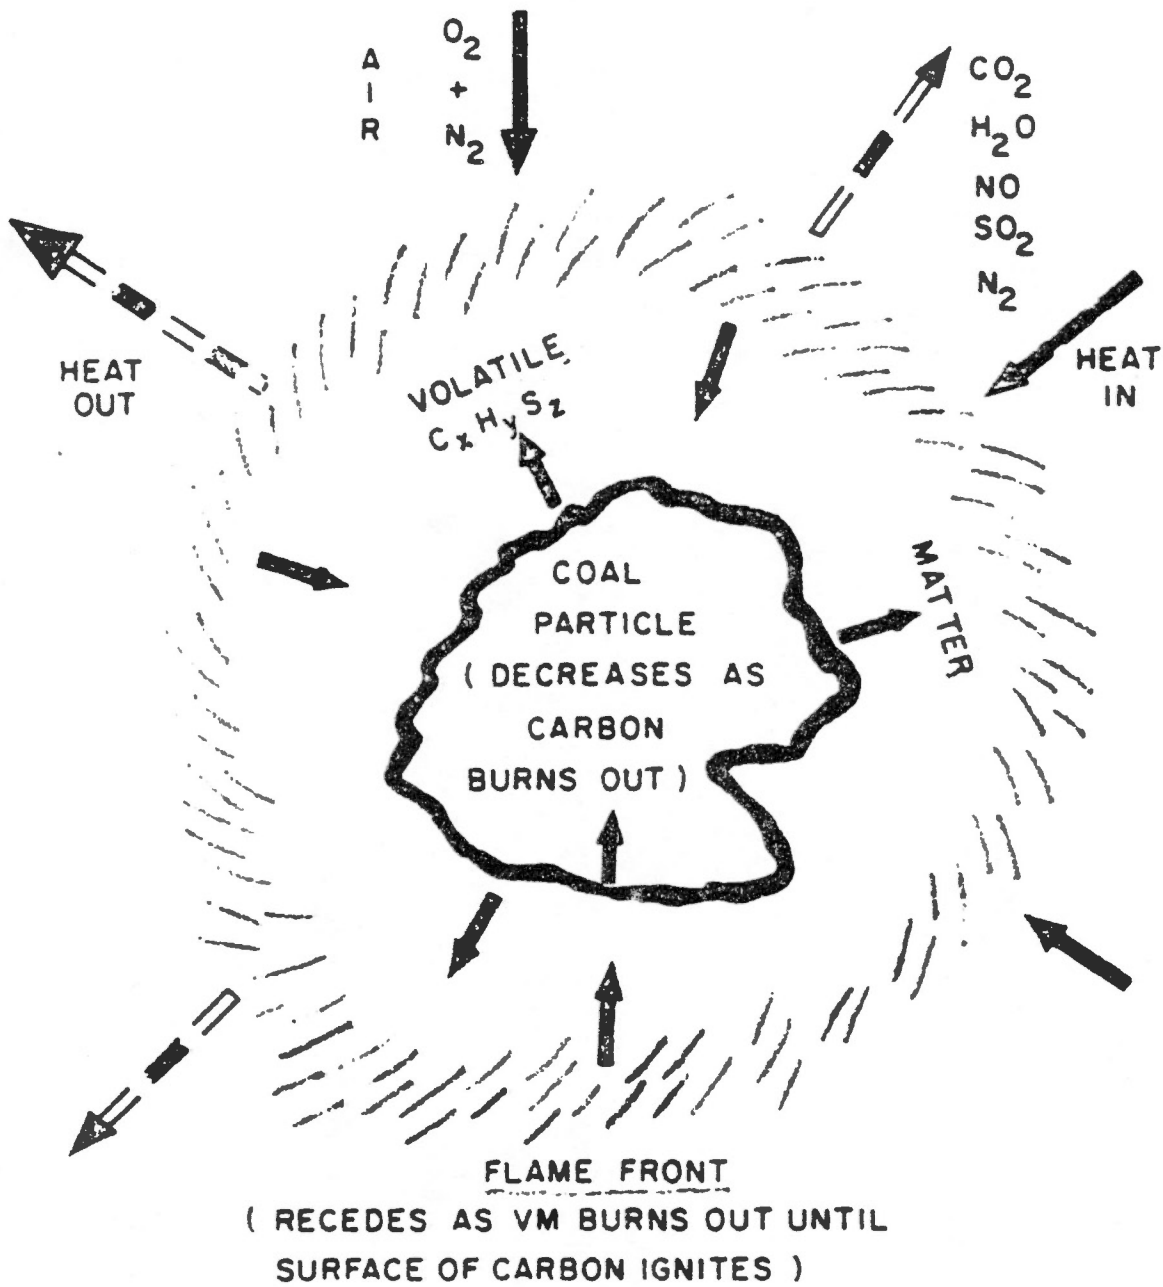 A
I
R
O2
+
N2
CO2
H2O
NO
SO2
N2
HEAT
OUT
HEAT
IN
VOLATILE
CxHySz
MATTER
COAL
PARTICLE
( DECREASES AS
CARBON
BURNS OUT )
FLAME FRONT
( RECEDES AS VM BURNS OUT UNTIL
SURFACE OF CARBON IGNITES )